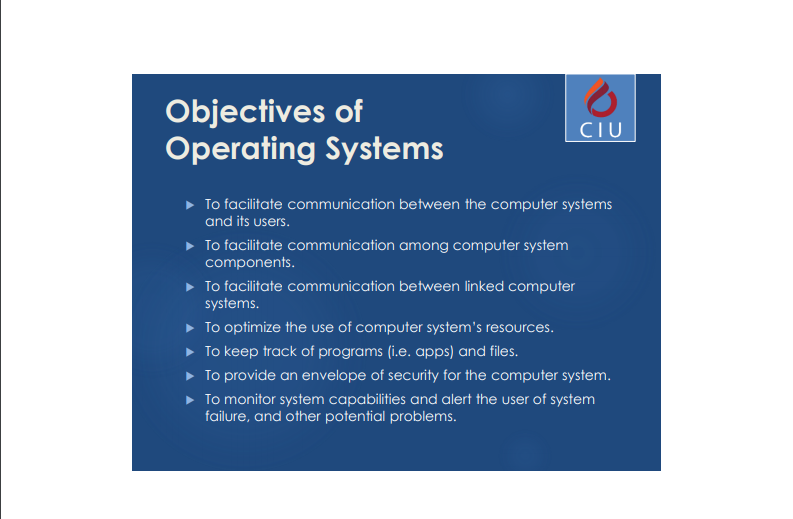 Objectives of
Operating Systems
CIU
To facilitate communication between the computer systems
and its users.
To facilitate communication among computer system
components.
To facilitate communication between linked computer
systems.
To optimize the use of computer system’s resources.
To keep track of programs (i.e. apps) and files.
To provide an envelope of security for the computer system.
To monitor system capabilities and alert the user of system
failure, and other potential problems.